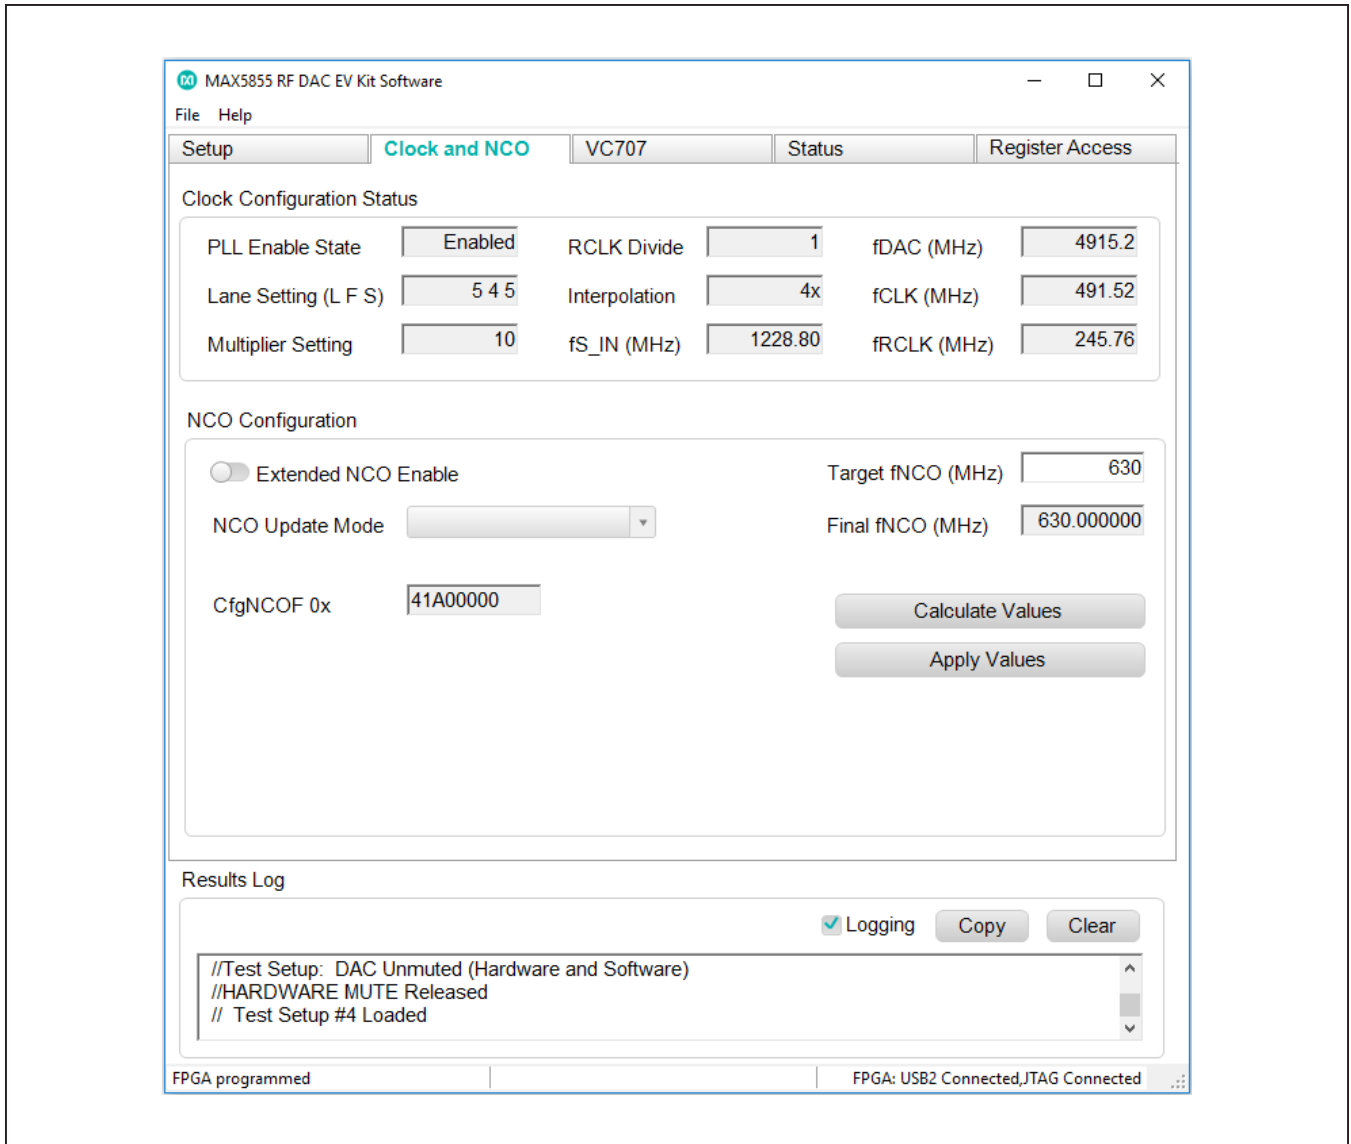 MAX5855 RF DAC EV Kit Software
File Help
Setup Clock and NCO VC707 Status Register Access
Clock Configuration Status
PLL Enable State Enabled RCLK Divide 1 fDAC (MHz) 4915.2
Lane Setting (L F S) 5 4 5 Interpolation 4x fCLK (MHz) 491.52
Multiplier Setting 10 fS_IN (MHz) 1228.80 fRCLK (MHz) 245.76
NCO Configuration
Extended NCO Enable Target fNCO (MHz) 630
NCO Update Mode Final fNCO (MHz) 630.000000
CfgNCOF 0x 41A00000 Calculate Values
Apply Values
Results Log
Logging Copy Clear
//Test Setup: DAC Unmuted (Hardware and Software)
//HARDWARE MUTE Released
// Test Setup #4 Loaded
FPGA programmed FPGA: USB2 Connected,JTAG Connected